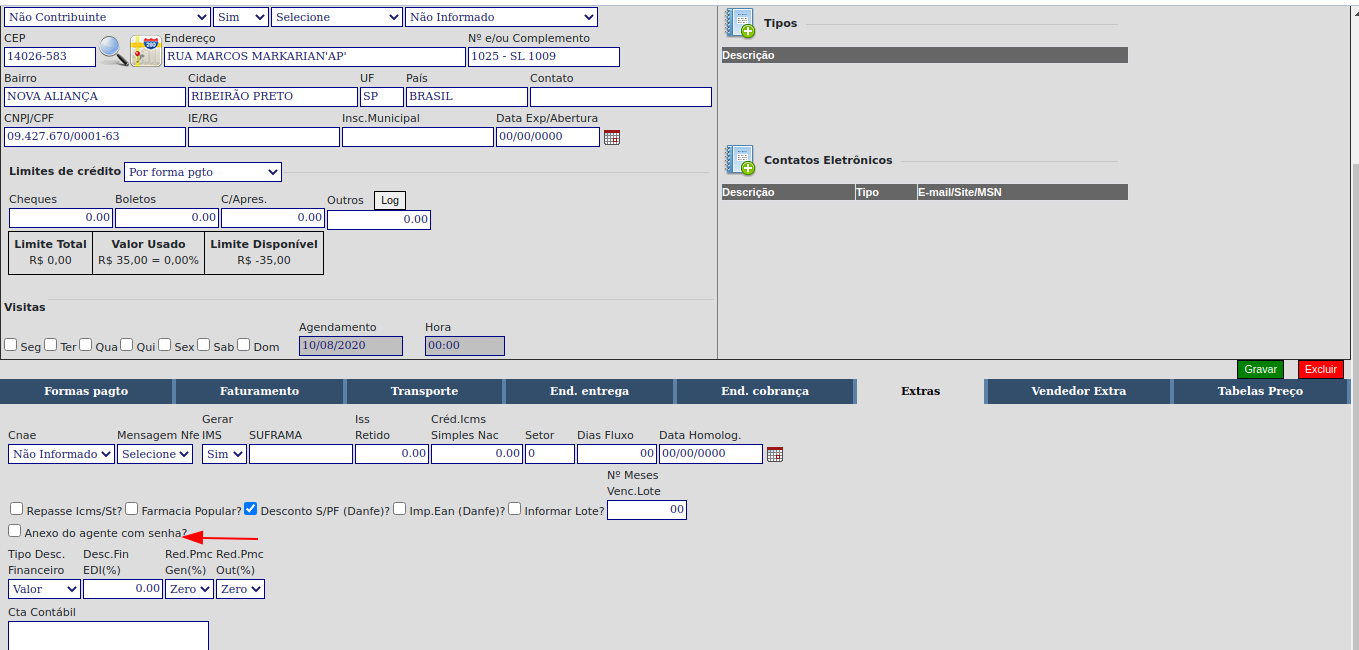 Não Contribuinte Sim Selecione Não Informado
CEP Endereço Nº e/ou Complemento
14026-583 RUA MARCOS MARKARIAN'AP' 1025 - SL 1009
Bairro Cidade UF País Contato
NOVA ALIANÇA RIBEIRÃO PRETO SP BRASIL
CNPJ/CPF IE/RG Insc.Municipal Data Exp/Abertura
09.427.670/0001-63 00/00/0000
Limites de crédito Por forma pgto
Cheques Boletos C/Apres. Outros Log
0.00 0.00 0.00 0.00
Limite Total Valor Usado Limite Disponível
R$ 0,00 R$ 35,00 = 0,00% R$ -35,00
Visitas
Agendamento Hora
Seg Ter Qua Qui Sex Sab Dom 10/08/2020 00:00
Tipos
Descrição
Contatos Eletrônicos
Descrição Tipo E-mail/Site/MSN
Gravar Excluir
Formas pagto Faturamento Transporte End. entrega End. cobrança Extras Vendedor Extra Tabelas Preço
Gerar Iss Créd.Icms
Cnae Mensagem Nfe IMS SUFRAMA Retido Simples Nac Setor Dias Fluxo Data Homolog.
Não Informado Selecione Sim 0.00 0.00 0 00 00/00/0000
Nº Meses
Venc.Lote
Repasse Icms/St? Farmacia Popular? Desconto S/PF (Danfe)? Imp.Ean (Danfe)? Informar Lote? 00
Anexo do agente com senha?
Tipo Desc. Desc.Fin Red.Pmc Red.Pmc
Financeiro EDI(%) Gen(%) Out(%)
Valor 0.00 Zero Zero
Cta Contábil